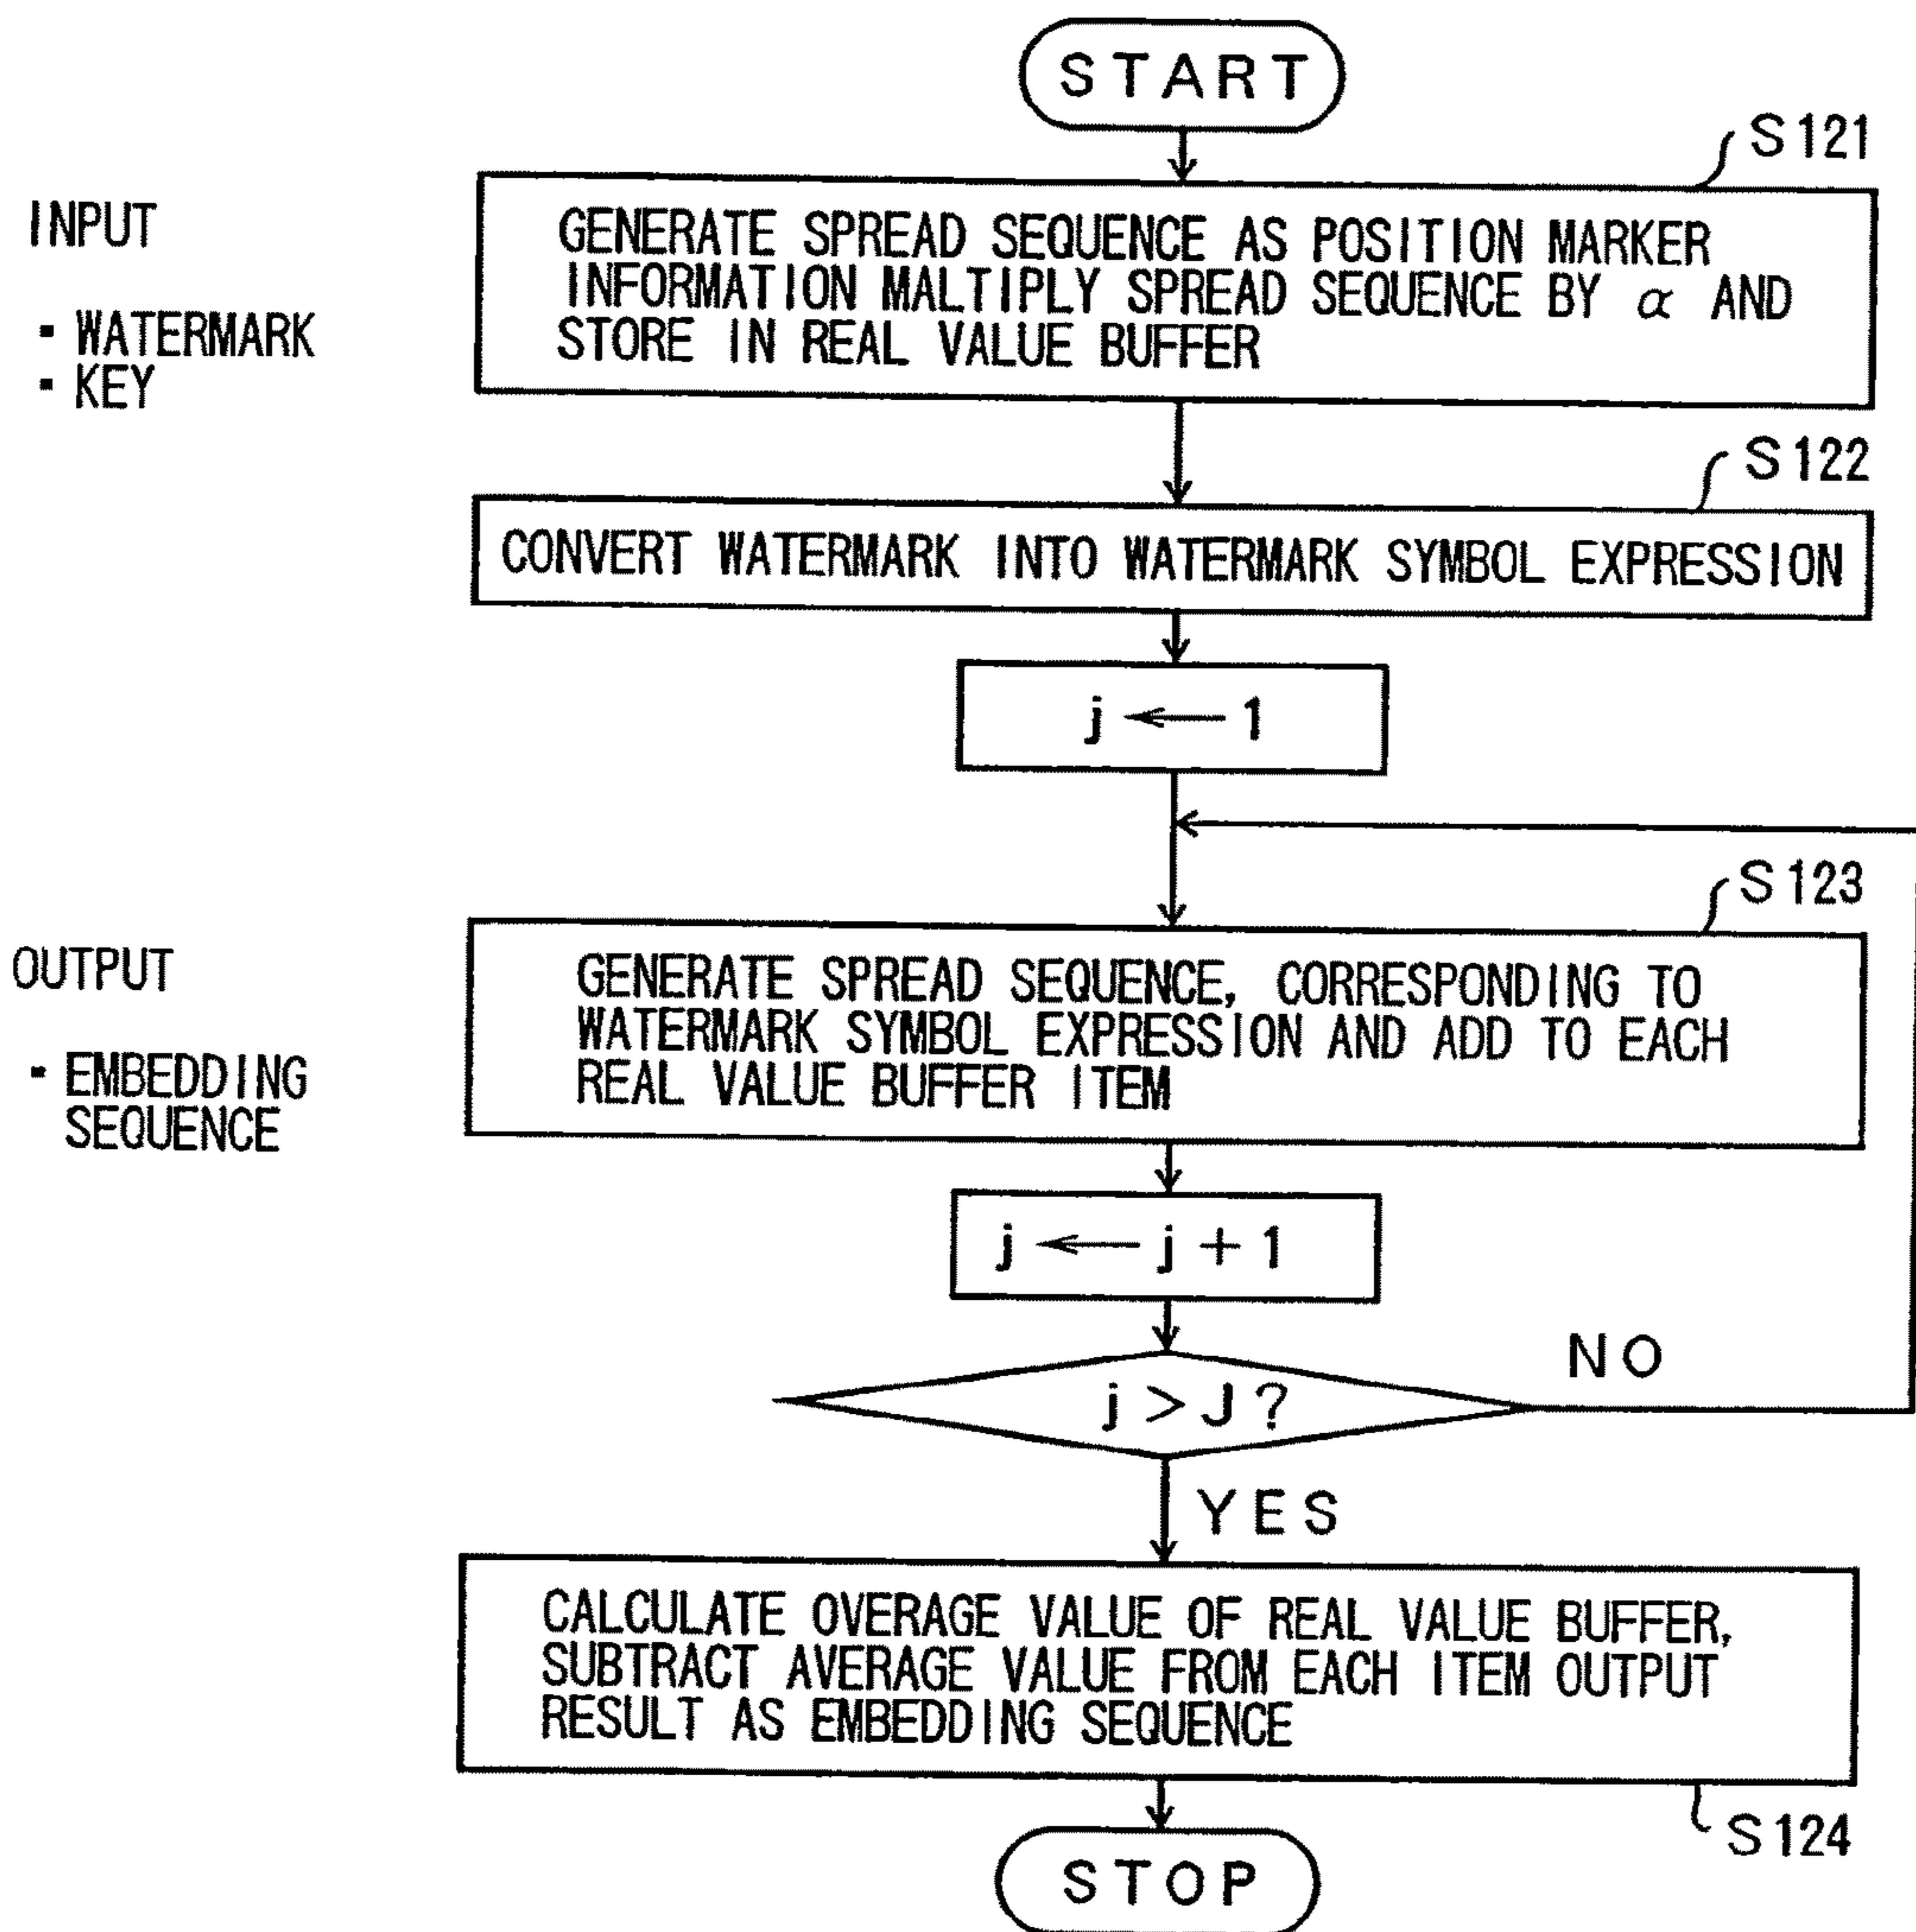 START
S121
INPUT
- WATERMARK
- KEY
GENERATE SPREAD SEQUENCE AS POSITION MARKER
INFORMATION MALTIPLY SPREAD SEQUENCE BY α AND
STORE IN REAL VALUE BUFFER
S122
CONVERT WATERMARK INTO WATERMARK SYMBOL EXPRESSION
j ← 1
S123
OUTPUT
- EMBEDDING
SEQUENCE
GENERATE SPREAD SEQUENCE, CORRESPONDING TO
WATERMARK SYMBOL EXPRESSION AND ADD TO EACH
REAL VALUE BUFFER ITEM
j ← j + 1
j > J ?
NO
YES
CALCULATE OVERAGE VALUE OF REAL VALUE BUFFER,
SUBTRACT AVERAGE VALUE FROM EACH ITEM OUTPUT
RESULT AS EMBEDDING SEQUENCE
S124
STOP